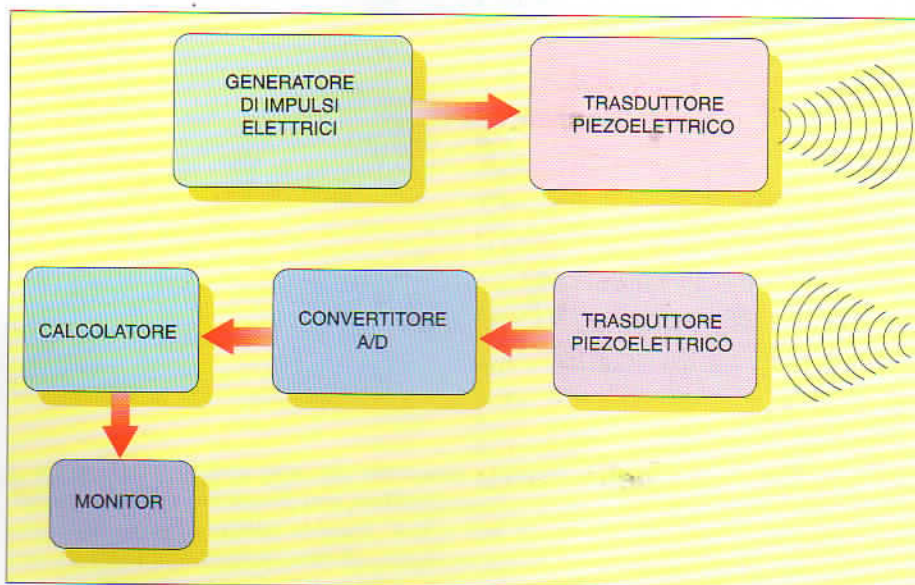 GENERATORE
DI IMPULSI
ELETTRICI
TRASDUTTORE
PIEZOELETTRICO
CALCOLATORE
CONVERTITORE
A/D
TRASDUTTORE
PIEZOELETTRICO
MONITOR